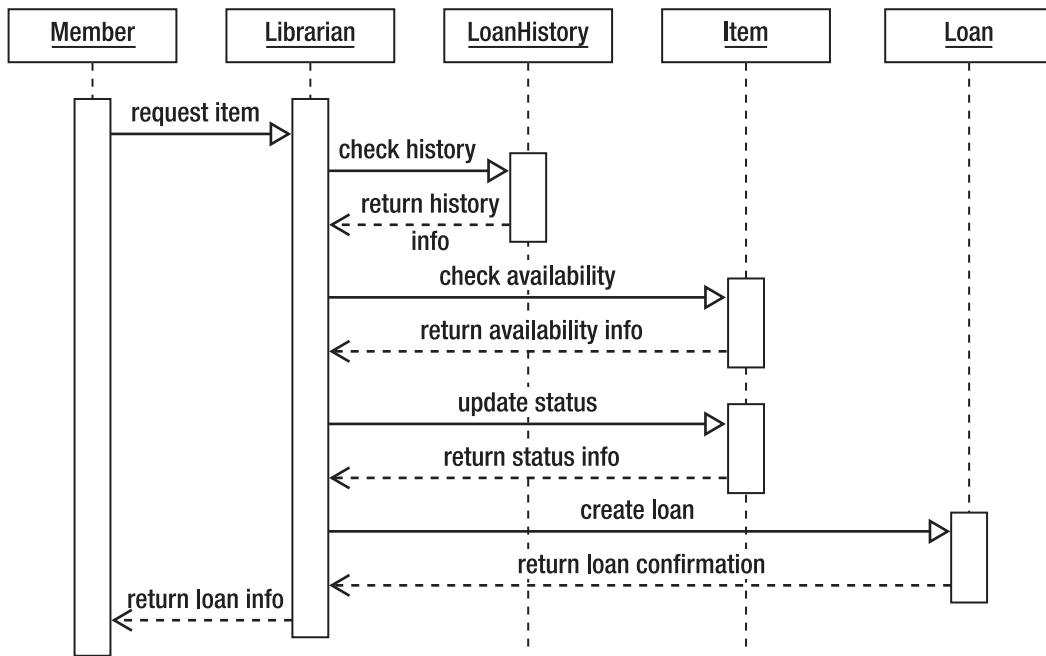 Member
Librarian
LoanHistory
Item
Loan
request item
check history
return history
info
check availability
return availability info
update status
return status info
create loan
return loan confirmation
return loan info